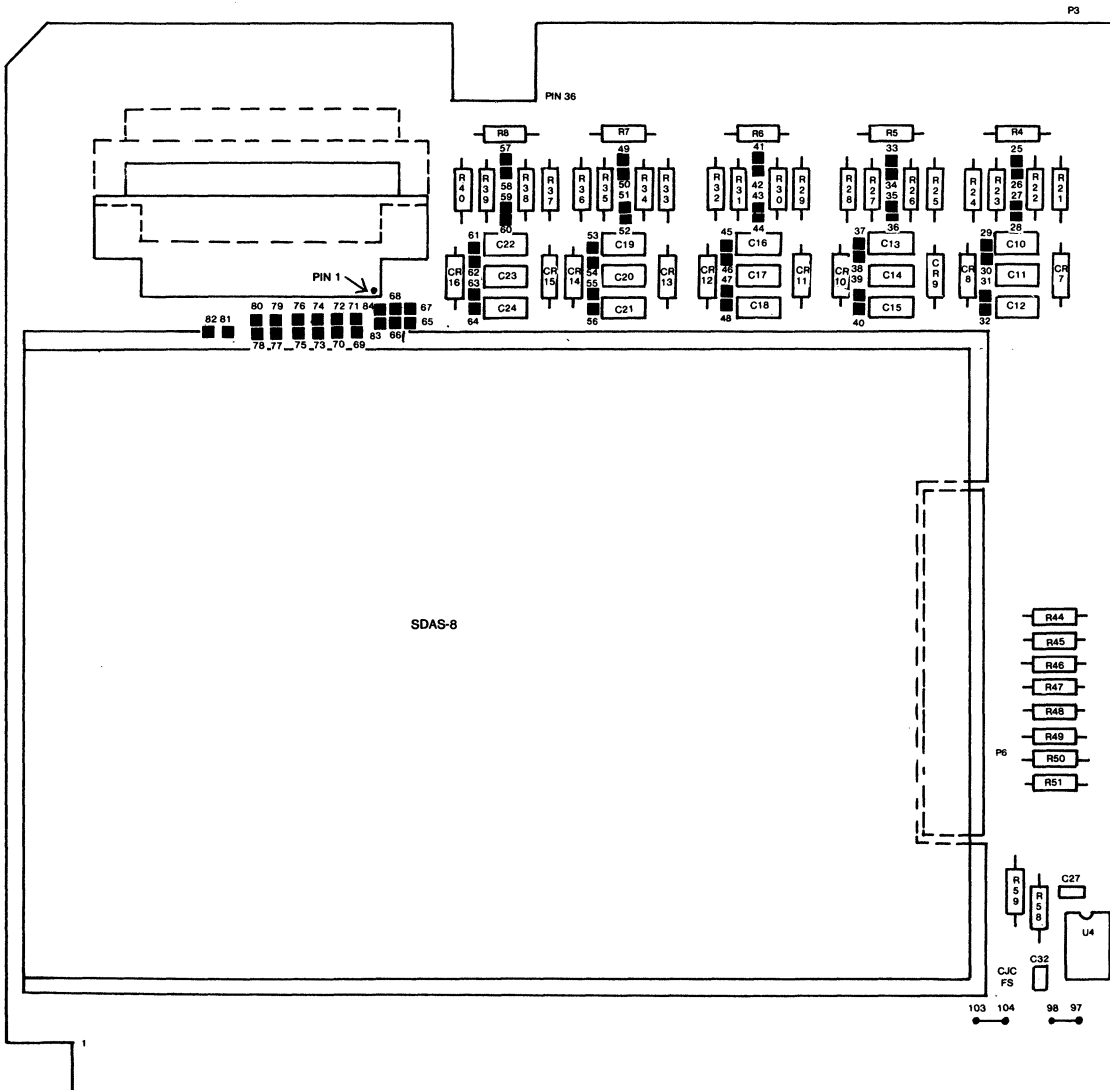 P3
PIN 36
R8 R7 R6 R5 R4
57 49 41 33 25
R40 R39 58 59 R38 R37 R36 R35 50 51 R34 R33 R32 R31 42 43 R30 R29 R28 R27 34 35 R26 R25 R24 R23 26 27 R22 R21
60 52 44 36 28
61 C22 53 C19 45 C16 37 C13 29 C10
CR16 62 63 C23 CR15 CR14 54 55 C20 CR13 CR12 46 47 C17 CR11 CR10 38 39 C14 CR9 CR8 30 31 C11 CR7
64 C24 56 C21 48 C18 40 C15 32 C12
PIN 1
82 81 80 79 76 74 72 71 84 68 67
78 77 75 73 70 69 83 66 65
SDAS-8
R44
R45
R46
R47
R48
R49
P6
R50
R51
R59 R58 C27
U4
CJC
FS
C32
103 104 98 97
1